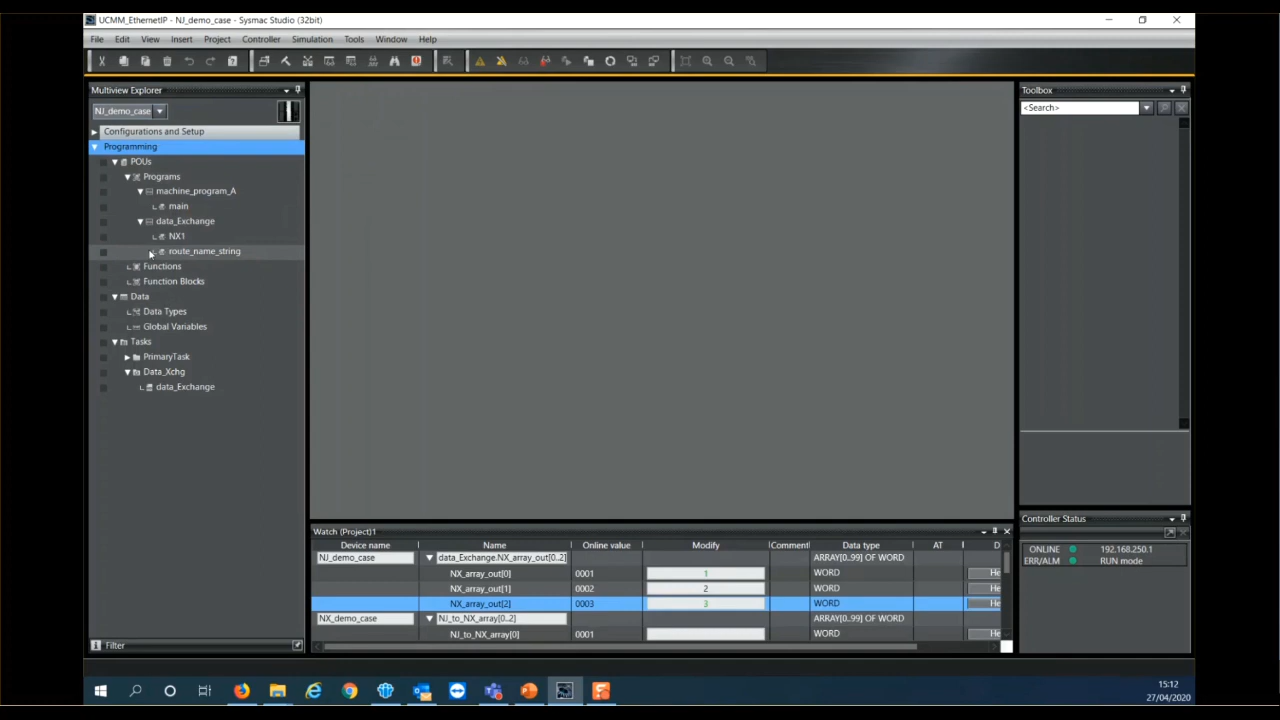 UCMM_EthernetIP - NJ_demo_case - Sysmac Studio (32bit)
File Edit View Insert Project Controller Simulation Tools Window Help
Multiview Explorer
Toolbox
NJ_demo_case
<Search>
Configurations and Setup
Programming
POUs
Programs
machine_program_A
main
data_Exchange
NX1
route_name_string
Functions
Function Blocks
Data
Data Types
Global Variables
Tasks
PrimaryTask
Data_Xchg
data_Exchange
Filter
Watch (Project)1
Device name Name Online value Modify Comment Data type AT D
NJ_demo_case data_Exchange.NX_array_out[0..2] ARRAY[0..99] OF WORD
NX_array_out[0] 0001 1 WORD He
NX_array_out[1] 0002 2 WORD He
NX_array_out[2] 0003 3 WORD He
NX_demo_case NJ_to_NX_array[0..2] ARRAY[0..99] OF WORD
NJ_to_NX_array[0] 0001 WORD He
Controller Status
ONLINE 192.168.250.1
ERR/ALM RUN mode
15:12
27/04/2020